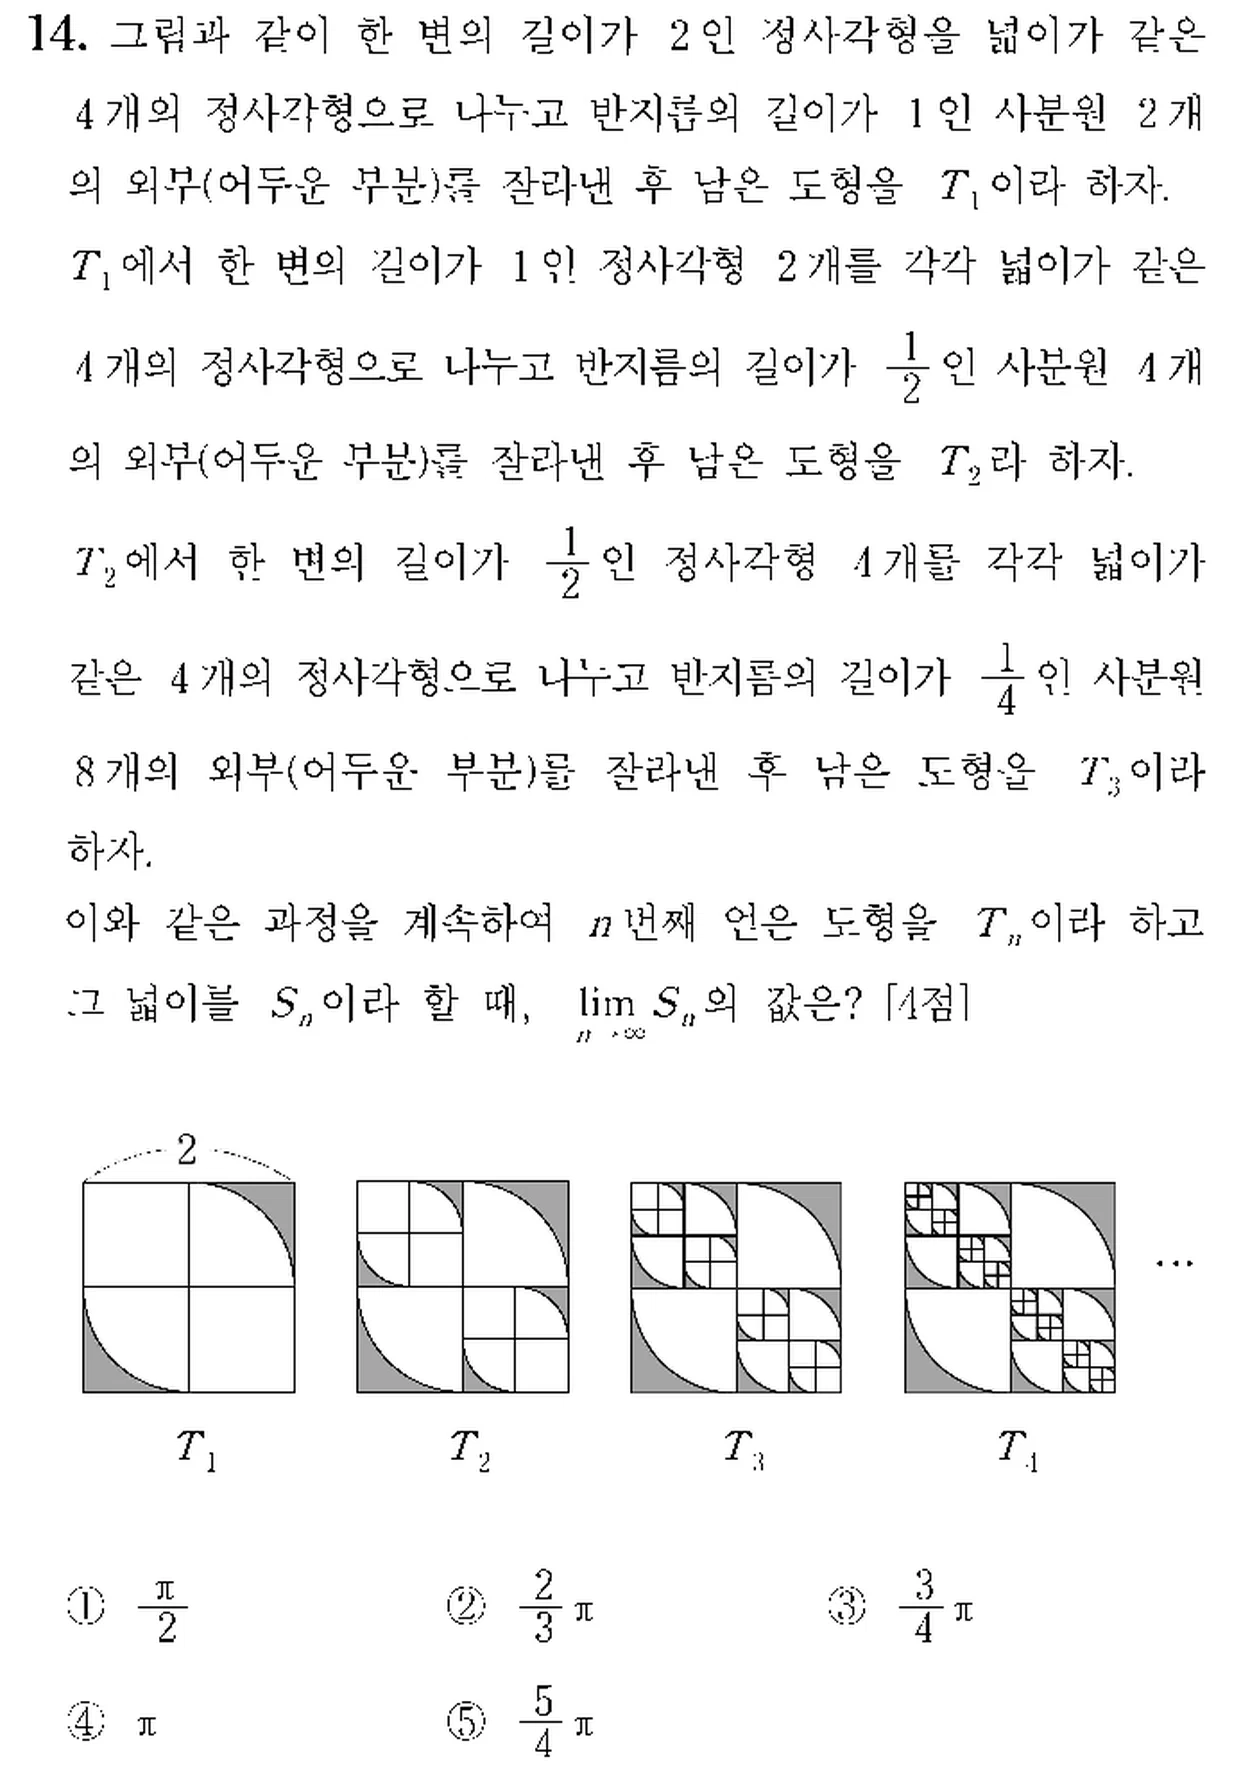 14. 그림과 같이 한 변의 길이가 2인 정사각형을 넓이가 같은
4개의 정사각형으로 나누고 반지름의 길이가 1인 사분원 2개
의 외부(어두운 부분)를 잘라낸 후 남은 도형을 T₁이라 하자.
T₁에서 한 변의 길이가 1인 정사각형 2개를 각각 넓이가 같은
4개의 정사각형으로 나누고 반지름의 길이가 1/2인 사분원 4개
의 외부(어두운 부분)를 잘라낸 후 남은 도형을 T₂라 하자.
T₂에서 한 변의 길이가 1/2인 정사각형 4개를 각각 넓이가
같은 4개의 정사각형으로 나누고 반지름의 길이가 1/4인 사분원
8개의 외부(어두운 부분)를 잘라낸 후 남은 도형을 T₃이라
하자.
이와 같은 과정을 계속하여 n번째 얻은 도형을 Tₙ이라 하고
그 넓이를 Sₙ이라 할 때, lim n→∞ Sₙ의 값은? [4점]
2
...
T₁ T₂ T₃ T₄
① π/2 ② 2/3 π ③ 3/4 π
④ π ⑤ 5/4 π